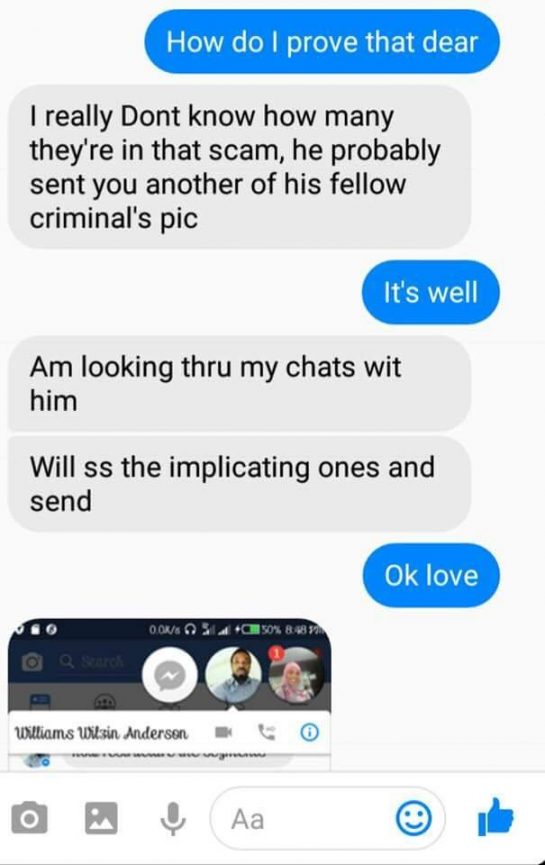 How do I prove that dear
I really Dont know how many
they're in that scam, he probably
sent you another of his fellow
criminal's pic
It's well
Am looking thru my chats wit
him
Will ss the implicating ones and
send
Ok love
0.0K/s 50% 8:48 PM
Search
1
Williams Witsin Anderson
HD
Aa